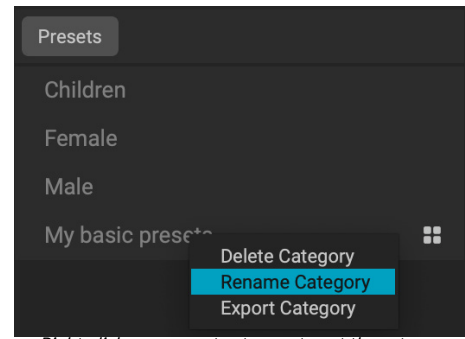 Presets
Children
Female
Male
My basic presets
Delete Category
Rename Category
Export Category